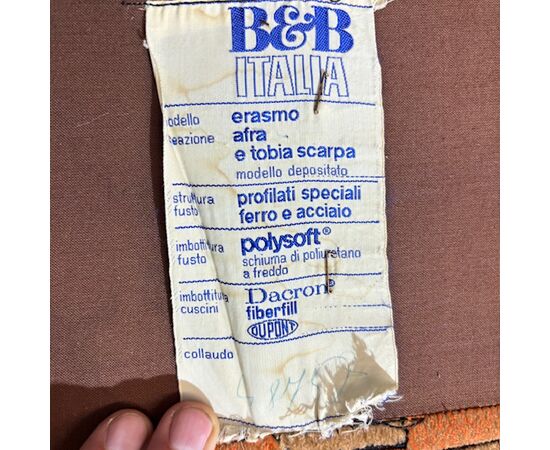 B&B
ITALIA
odello erasmo
eazione afra
e tobia scarpa
modello depositato
struttura profilati speciali
fusto ferro e acciaio
imbottitura polysoft®
fusto schiuma di poliuretano
a freddo
imbottitura Dacron®
cuscini fiberfill
DUPONT
collaudo